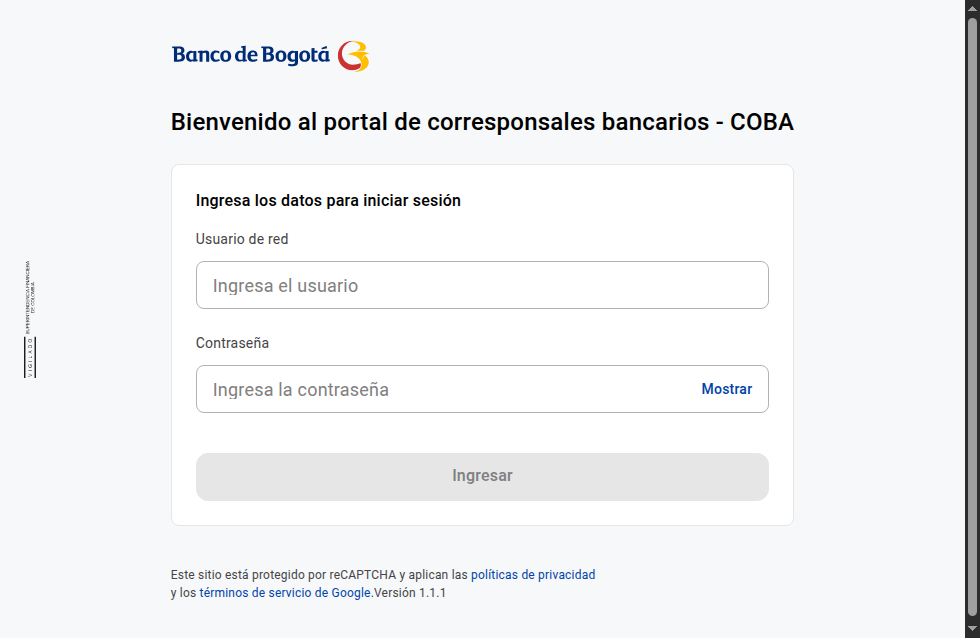 Banco de Bogotá
Bienvenido al portal de corresponsales bancarios - COBA
Ingresa los datos para iniciar sesión
Usuario de red
Ingresa el usuario
Contraseña
Ingresa la contraseña
Mostrar
Ingresar
Este sitio está protegido por reCAPTCHA y aplican las políticas de privacidad
y los términos de servicio de Google.Versión 1.1.1
VIGILADO
SUPERINTENDENCIA FINANCIERA
DE COLOMBIA